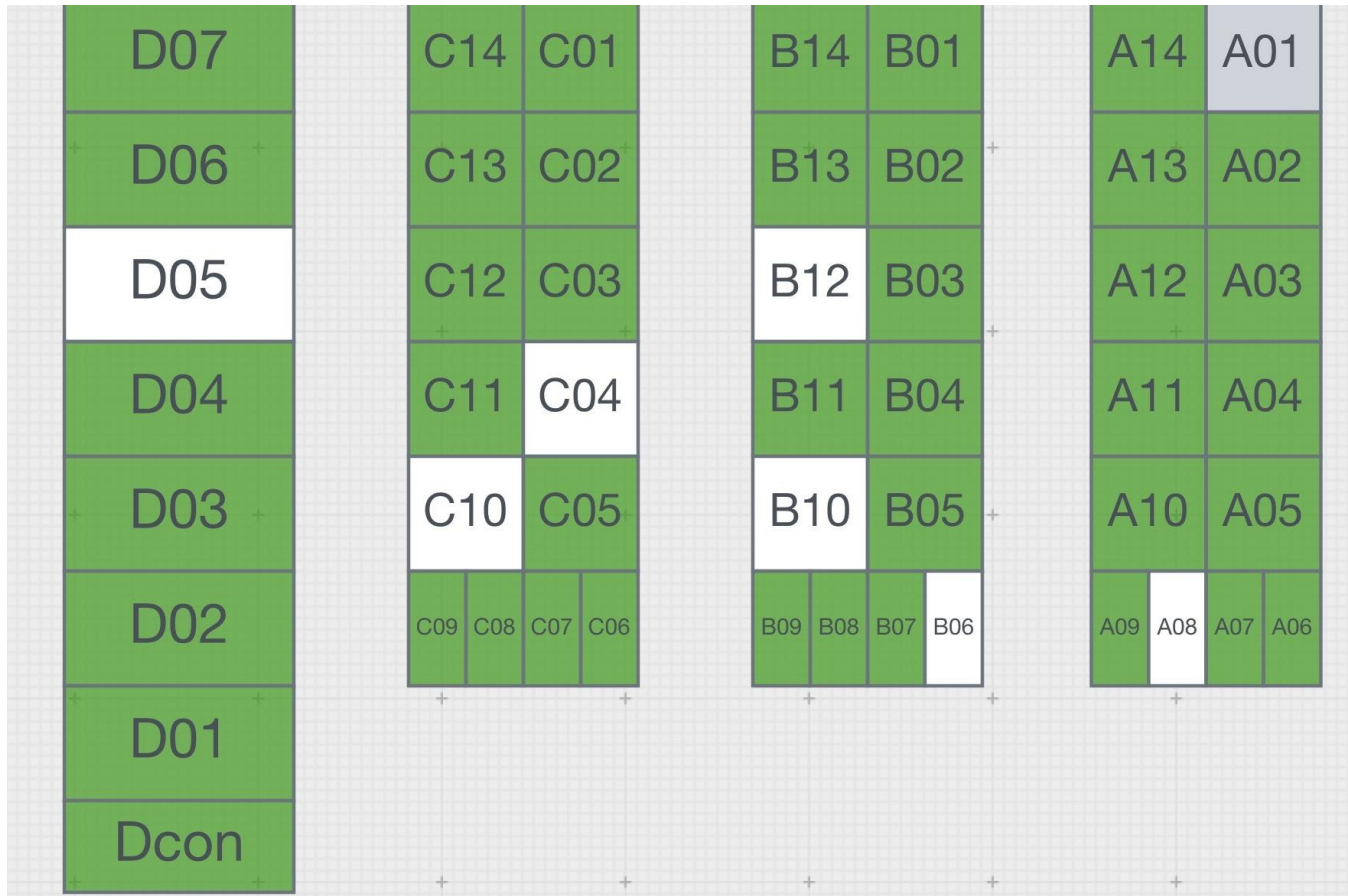 D07 C14 C01 B14 B01 A14 A01
D06 C13 C02 B13 B02 A13 A02
D05 C12 C03 B12 B03 A12 A03
D04 C11 C04 B11 B04 A11 A04
D03 C10 C05 B10 B05 A10 A05
D02 C09 C08 C07 C06 B09 B08 B07 B06 A09 A08 A07 A06
D01
Dcon